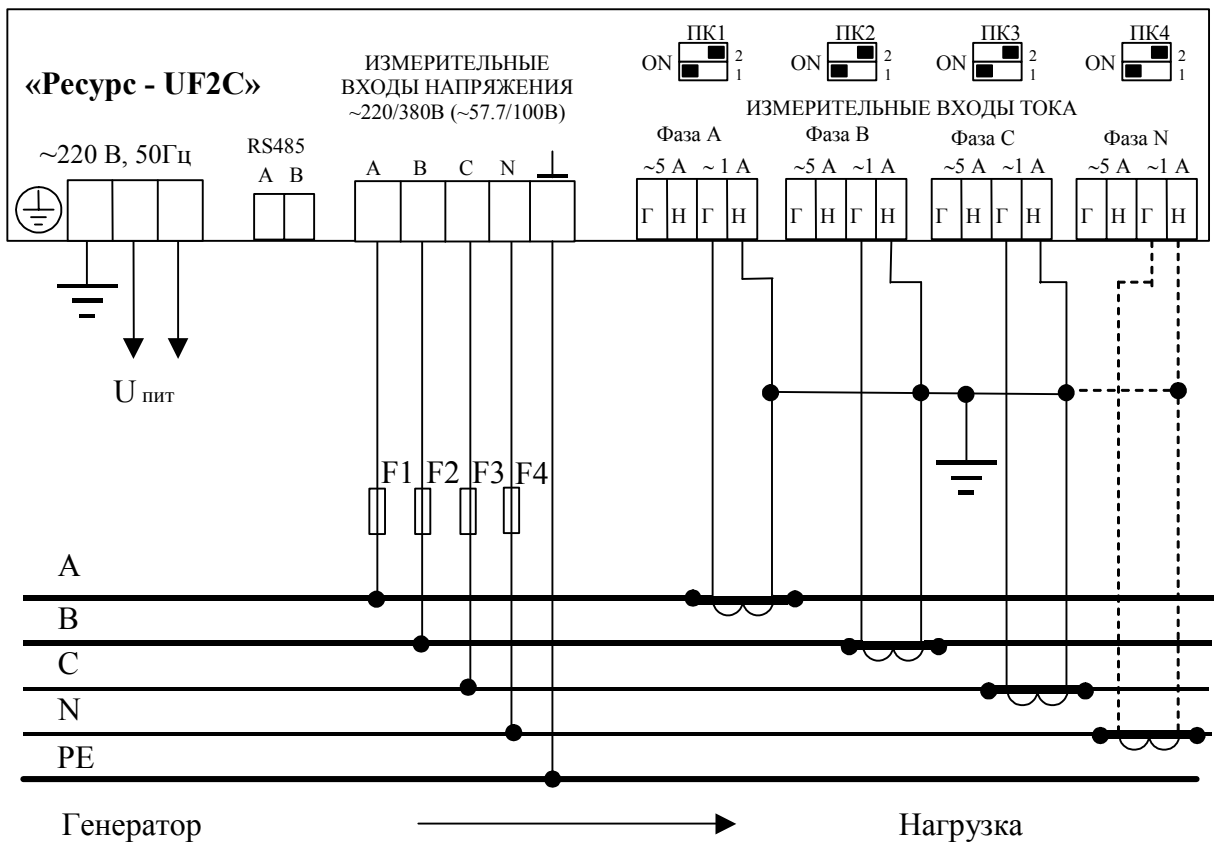 ПК1 ПК2 ПК3 ПК4
ON 2 1 ON 2 1 ON 2 1 ON 2 1
«Ресурс - UF2C»
ИЗМЕРИТЕЛЬНЫЕ
ВХОДЫ НАПРЯЖЕНИЯ
~220/380В (~57.7/100В)
ИЗМЕРИТЕЛЬНЫЕ ВХОДЫ ТОКА
Фаза А Фаза В Фаза С Фаза N
~220 В, 50Гц
RS485
A B
A B C N
~5 А ~ 1 А ~5 А ~1 А ~5 А ~1 А ~5 А ~1 А
Г Н Г Н Г Н Г Н Г Н Г Н Г Н Г Н
U пит
F1 F2 F3 F4
A
B
C
N
PE
Генератор Нагрузка